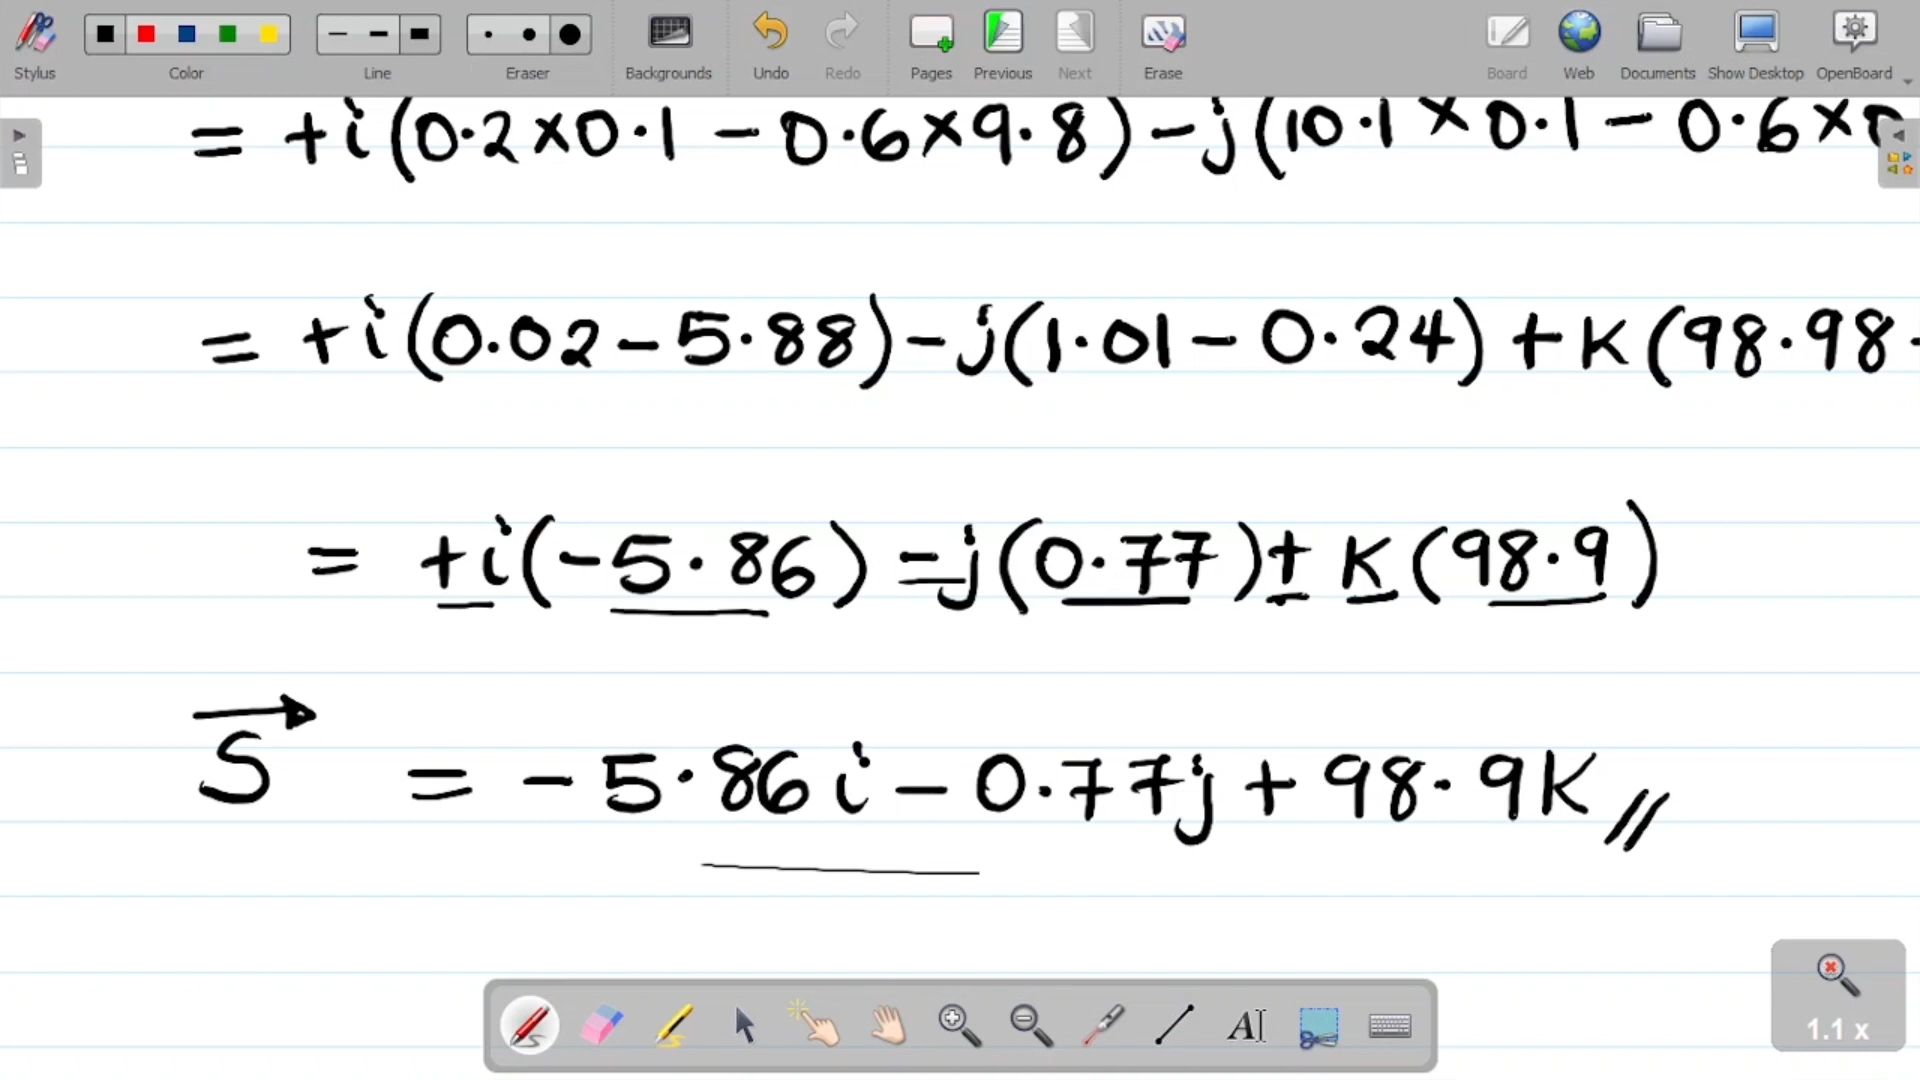 Stylus Color Line Eraser Backgrounds Undo Redo Pages Previous Next Erase Board Web Documents Show Desktop OpenBoard
= +i(0.2×0.1 - 0.6×9.8) - j(10.1×0.1 - 0.6×
= +i(0.02 - 5.88) - j(1.01 - 0.24) + K(98.98
= +i(-5.86) - j(0.77) + K(98.9)
S = -5.86i - 0.77j + 98.9K //
1.1 x